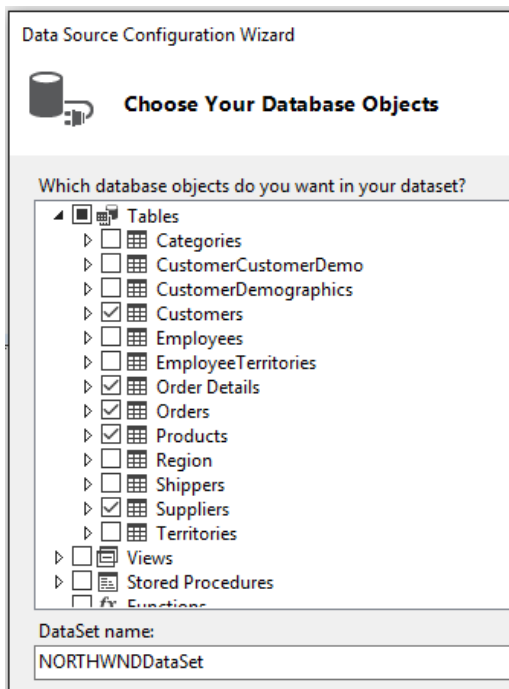 Data Source Configuration Wizard
Choose Your Database Objects
Which database objects do you want in your dataset?
Tables
Categories
CustomerCustomerDemo
CustomerDemographics
Customers
Employees
EmployeeTerritories
Order Details
Orders
Products
Region
Shippers
Suppliers
Territories
Views
Stored Procedures
fx Functions
DataSet name:
NORTHWNDDataSet